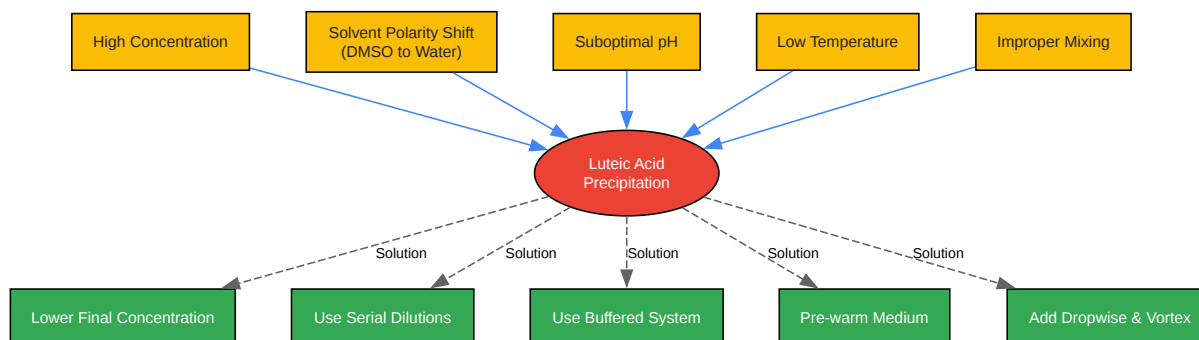 High Concentration
Solvent Polarity Shift
(DMSO to Water)
Suboptimal pH
Low Temperature
Improper Mixing
Luteic Acid
Precipitation
Solution
Solution
Solution
Solution
Solution
Lower Final Concentration
Use Serial Dilutions
Use Buffered System
Pre-warm Medium
Add Dropwise & Vortex